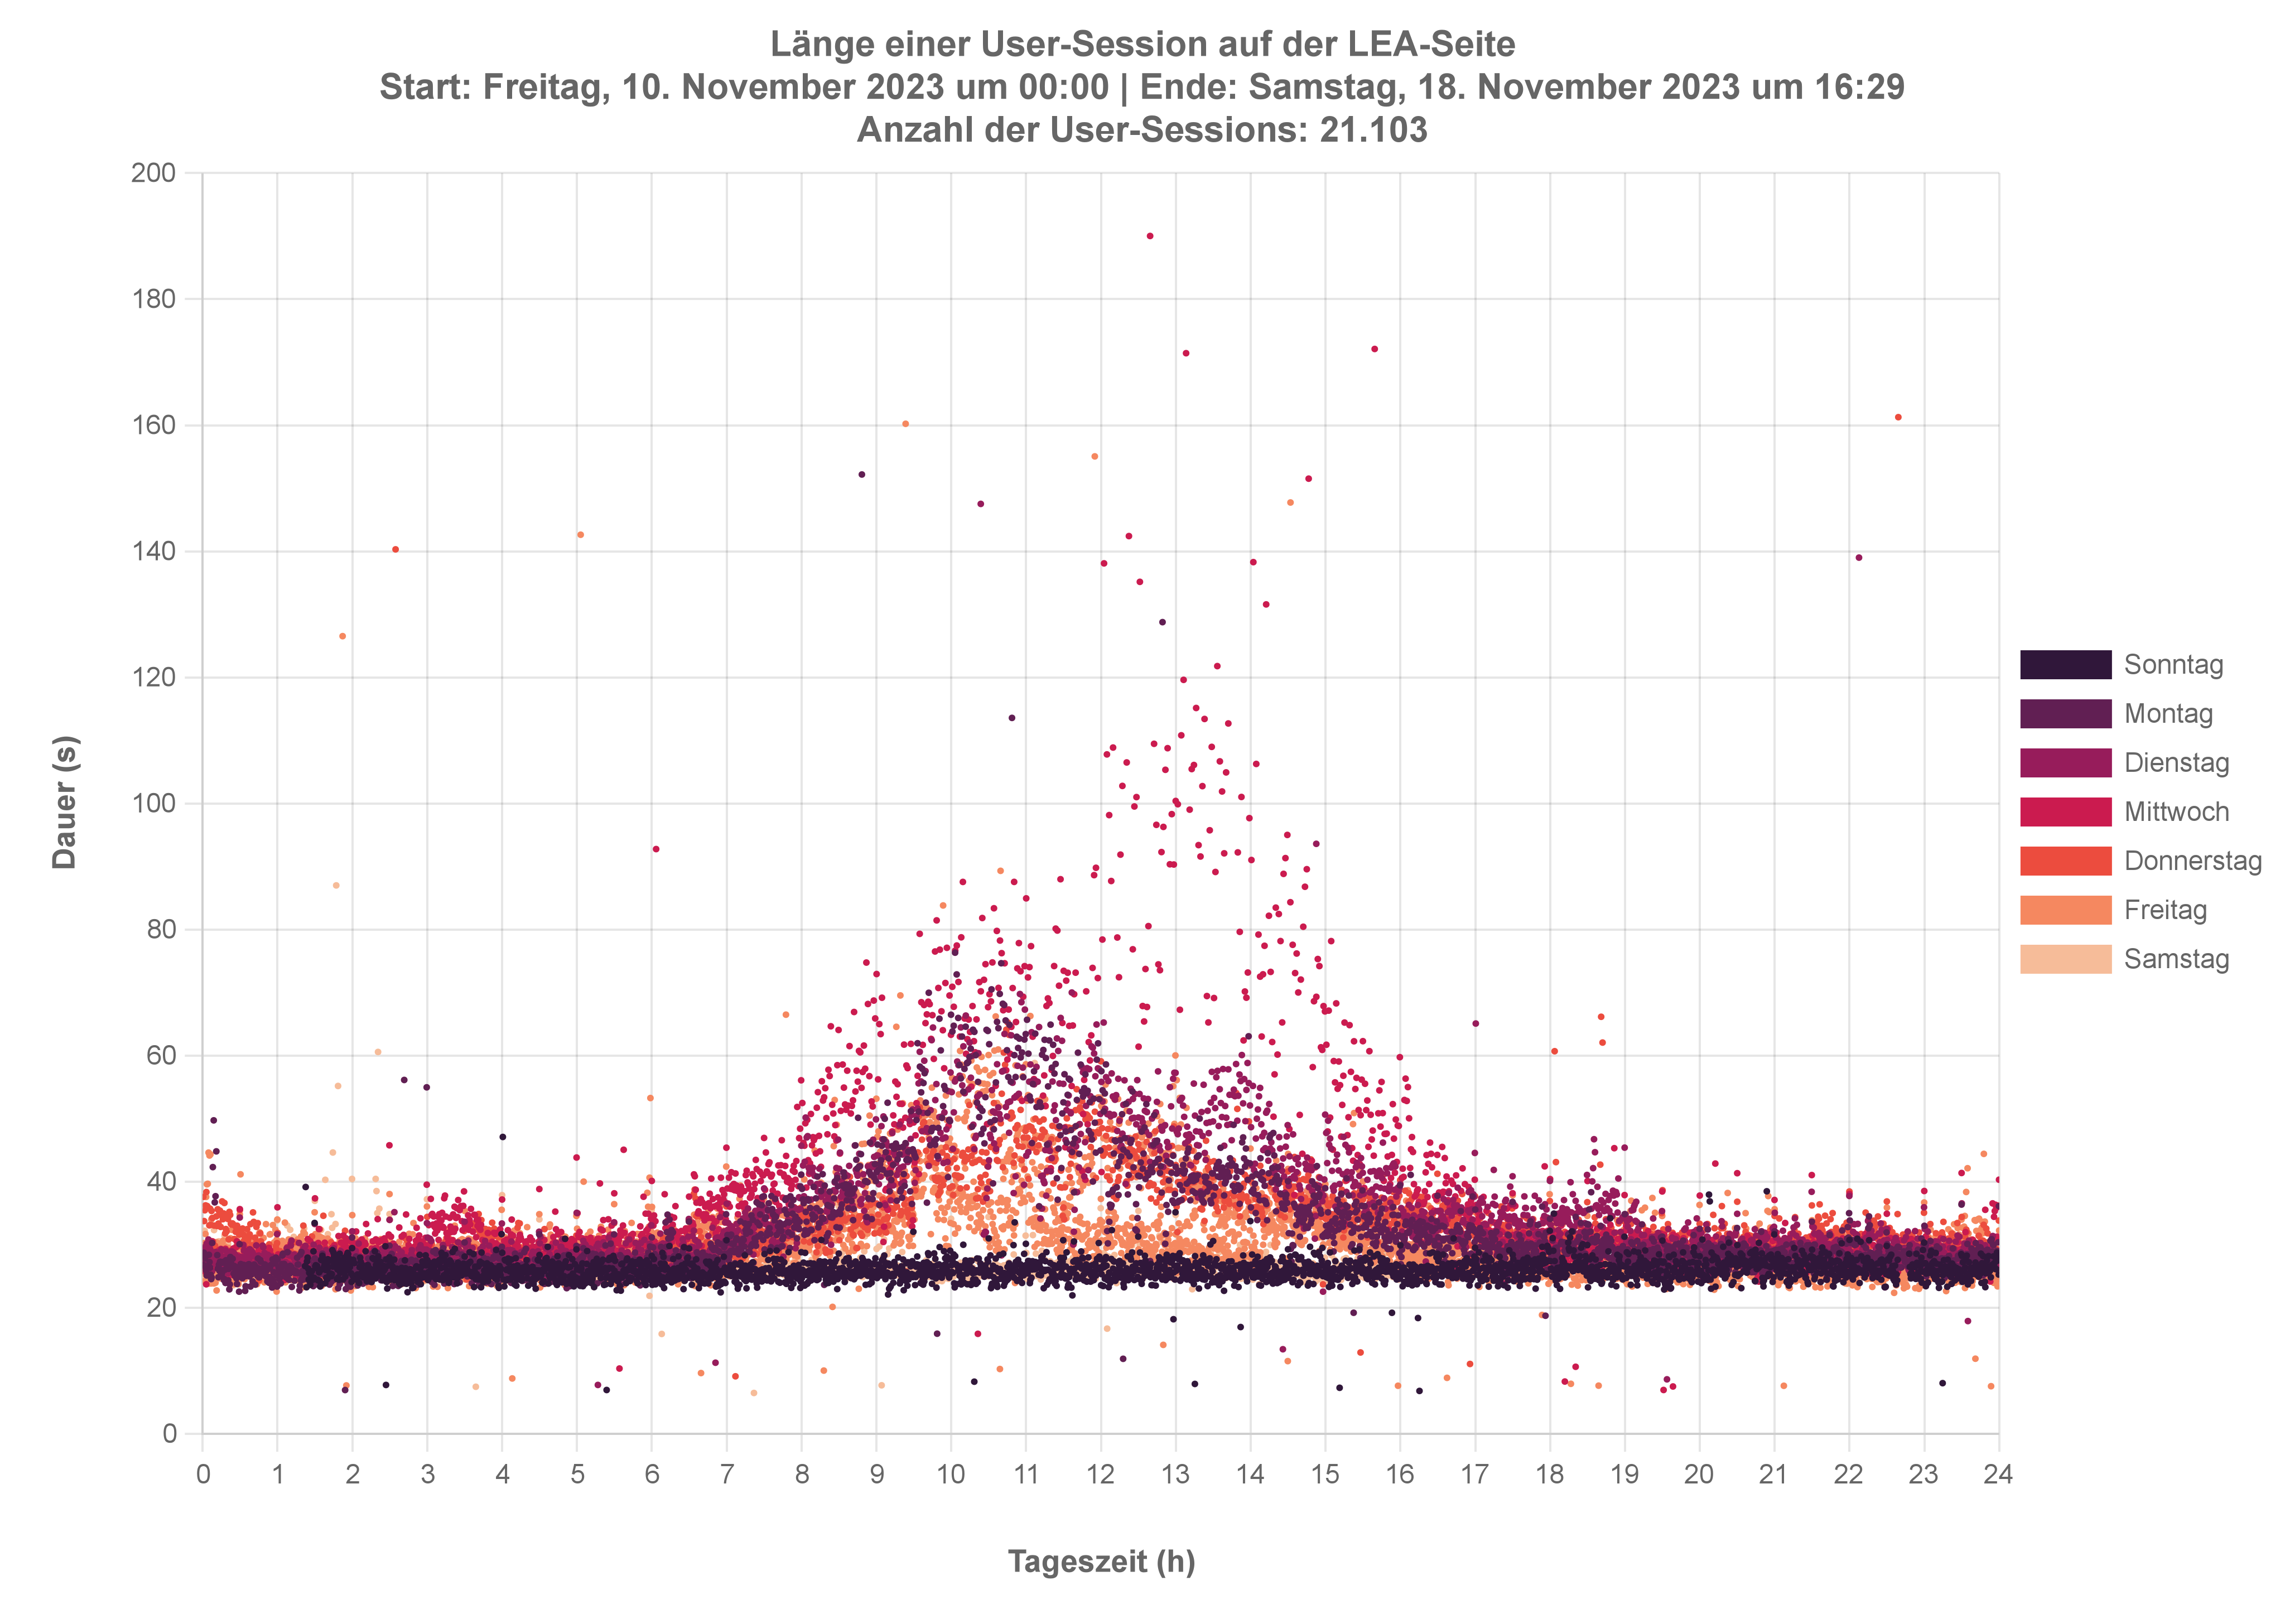 Länge einer User-Session auf der LEA-Seite
Start: Freitag, 10. November 2023 um 00:00 | Ende: Samstag, 18. November 2023 um 16:29
Anzahl der User-Sessions: 21.103
200
180
160
140
120
100
80
60
40
20
0
Dauer (s)
0 1 2 3 4 5 6 7 8 9 10 11 12 13 14 15 16 17 18 19 20 21 22 23 24
Tageszeit (h)
Sonntag
Montag
Dienstag
Mittwoch
Donnerstag
Freitag
Samstag